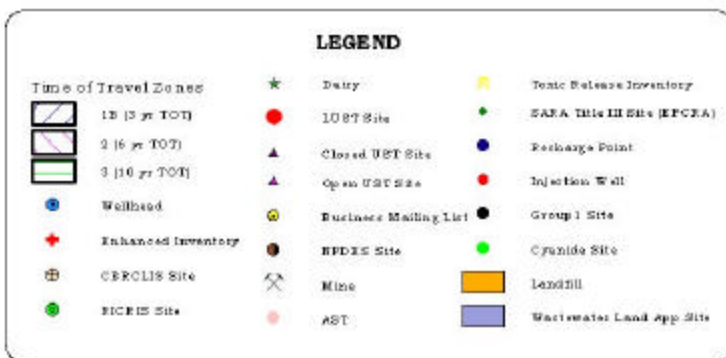 LEGEND
Time of Travel Zones
1B (3 yr TOT)
2 (6 yr TOT)
3 (10 yr TOT)
Wellhead
Enhanced Inventory
CERCLIS Site
RICRIS Site
Dairy
LUST Site
Closed UST Site
Open UST Site
Business Mailing List
NPDES Site
Mine
AST
Toxic Release Inventory
SARA Title III Site (EPCRA)
Recharge Point
Injection Well
Group 1 Site
Cyanide Site
Landfill
Wastewater Land App Site